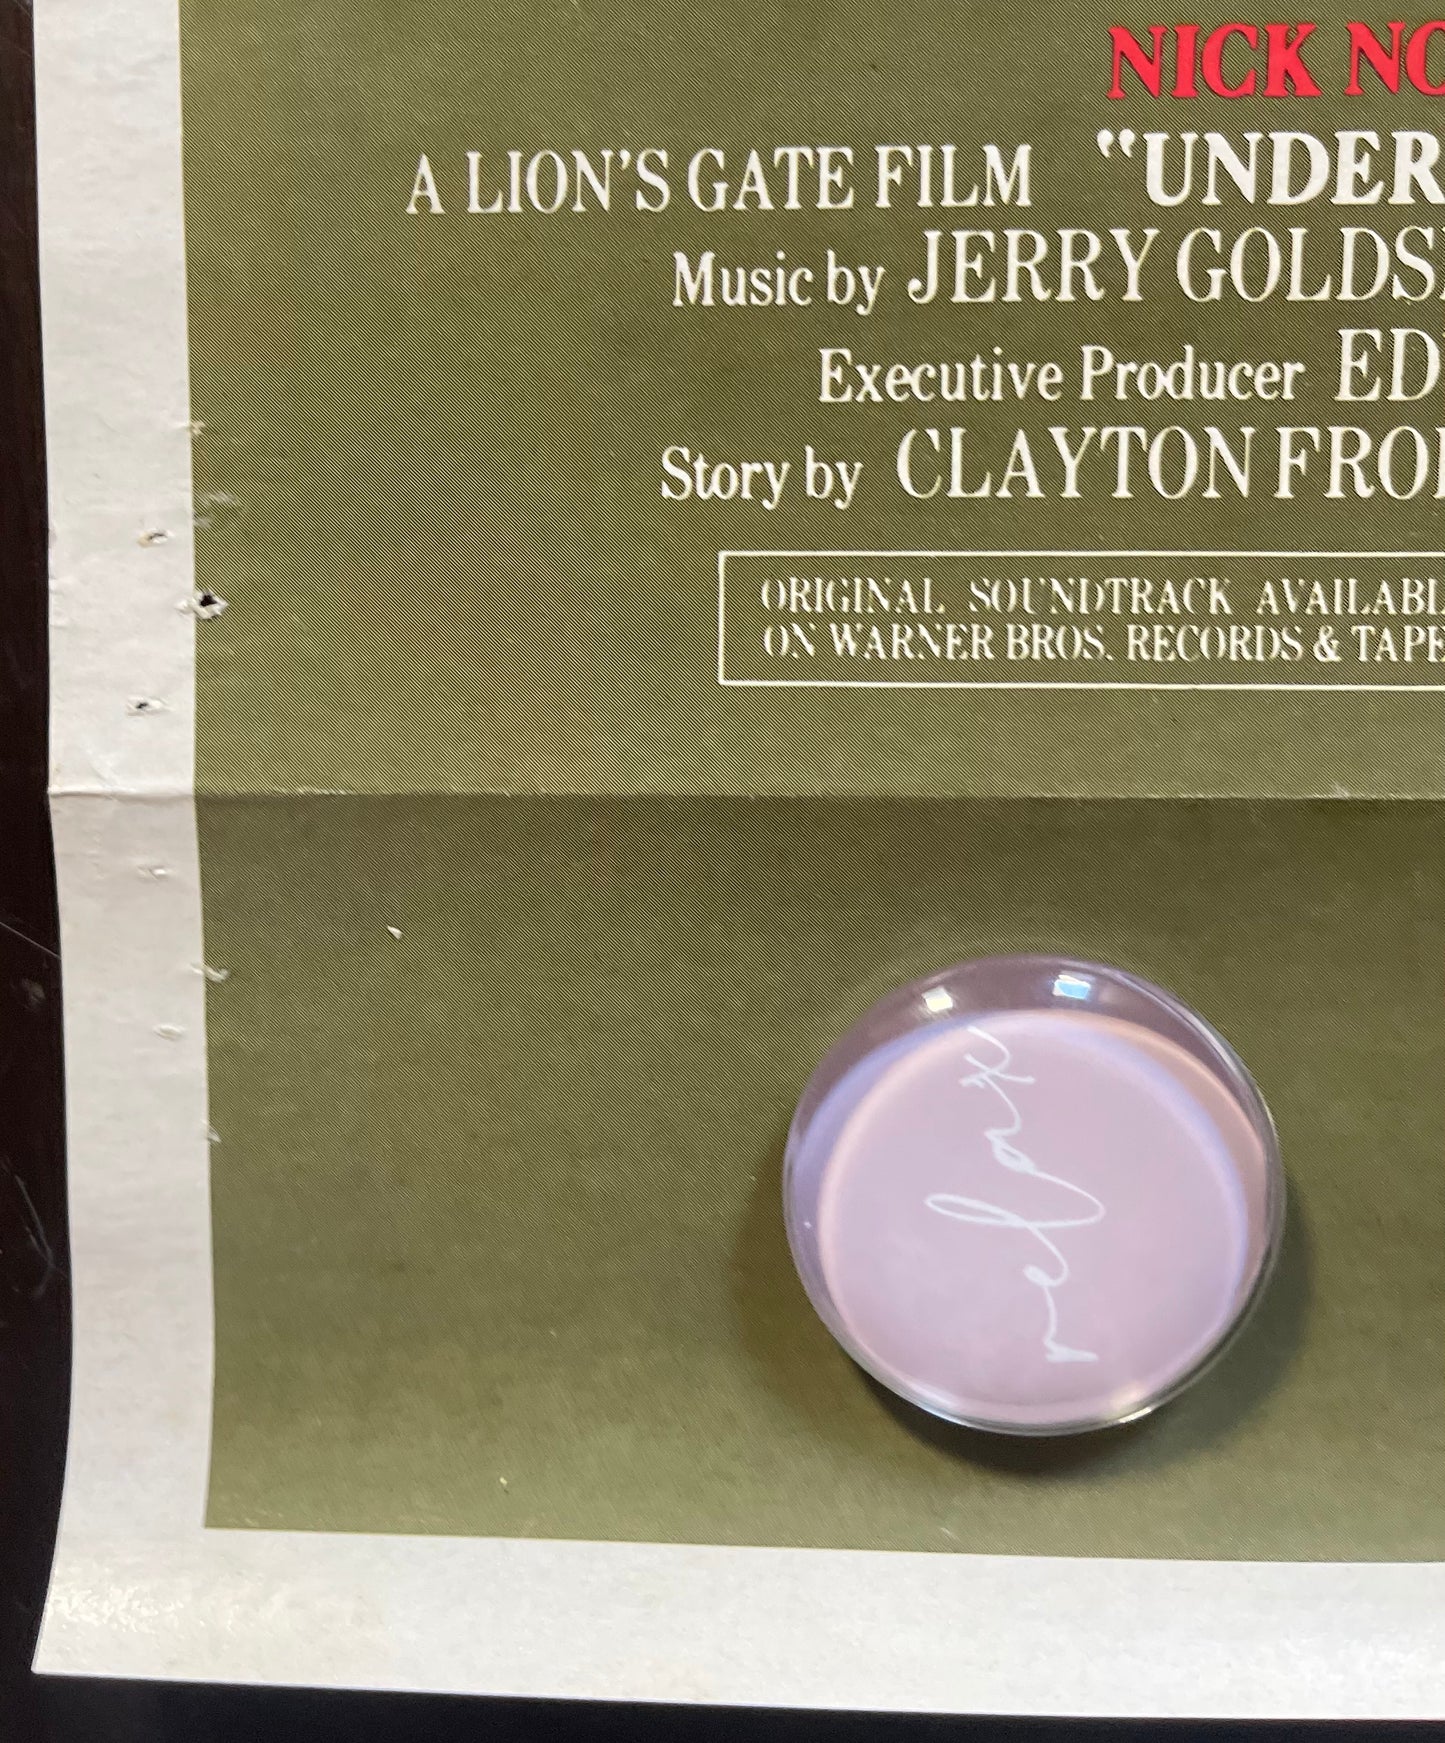 NICK NO
A LION'S GATE FILM "UNDER
Music by JERRY GOLDS
Executive Producer ED
Story by CLAYTON FRO
ORIGINAL SOUNDTRACK AVAILABL
ON WARNER BROS. RECORDS & TAPE
relax